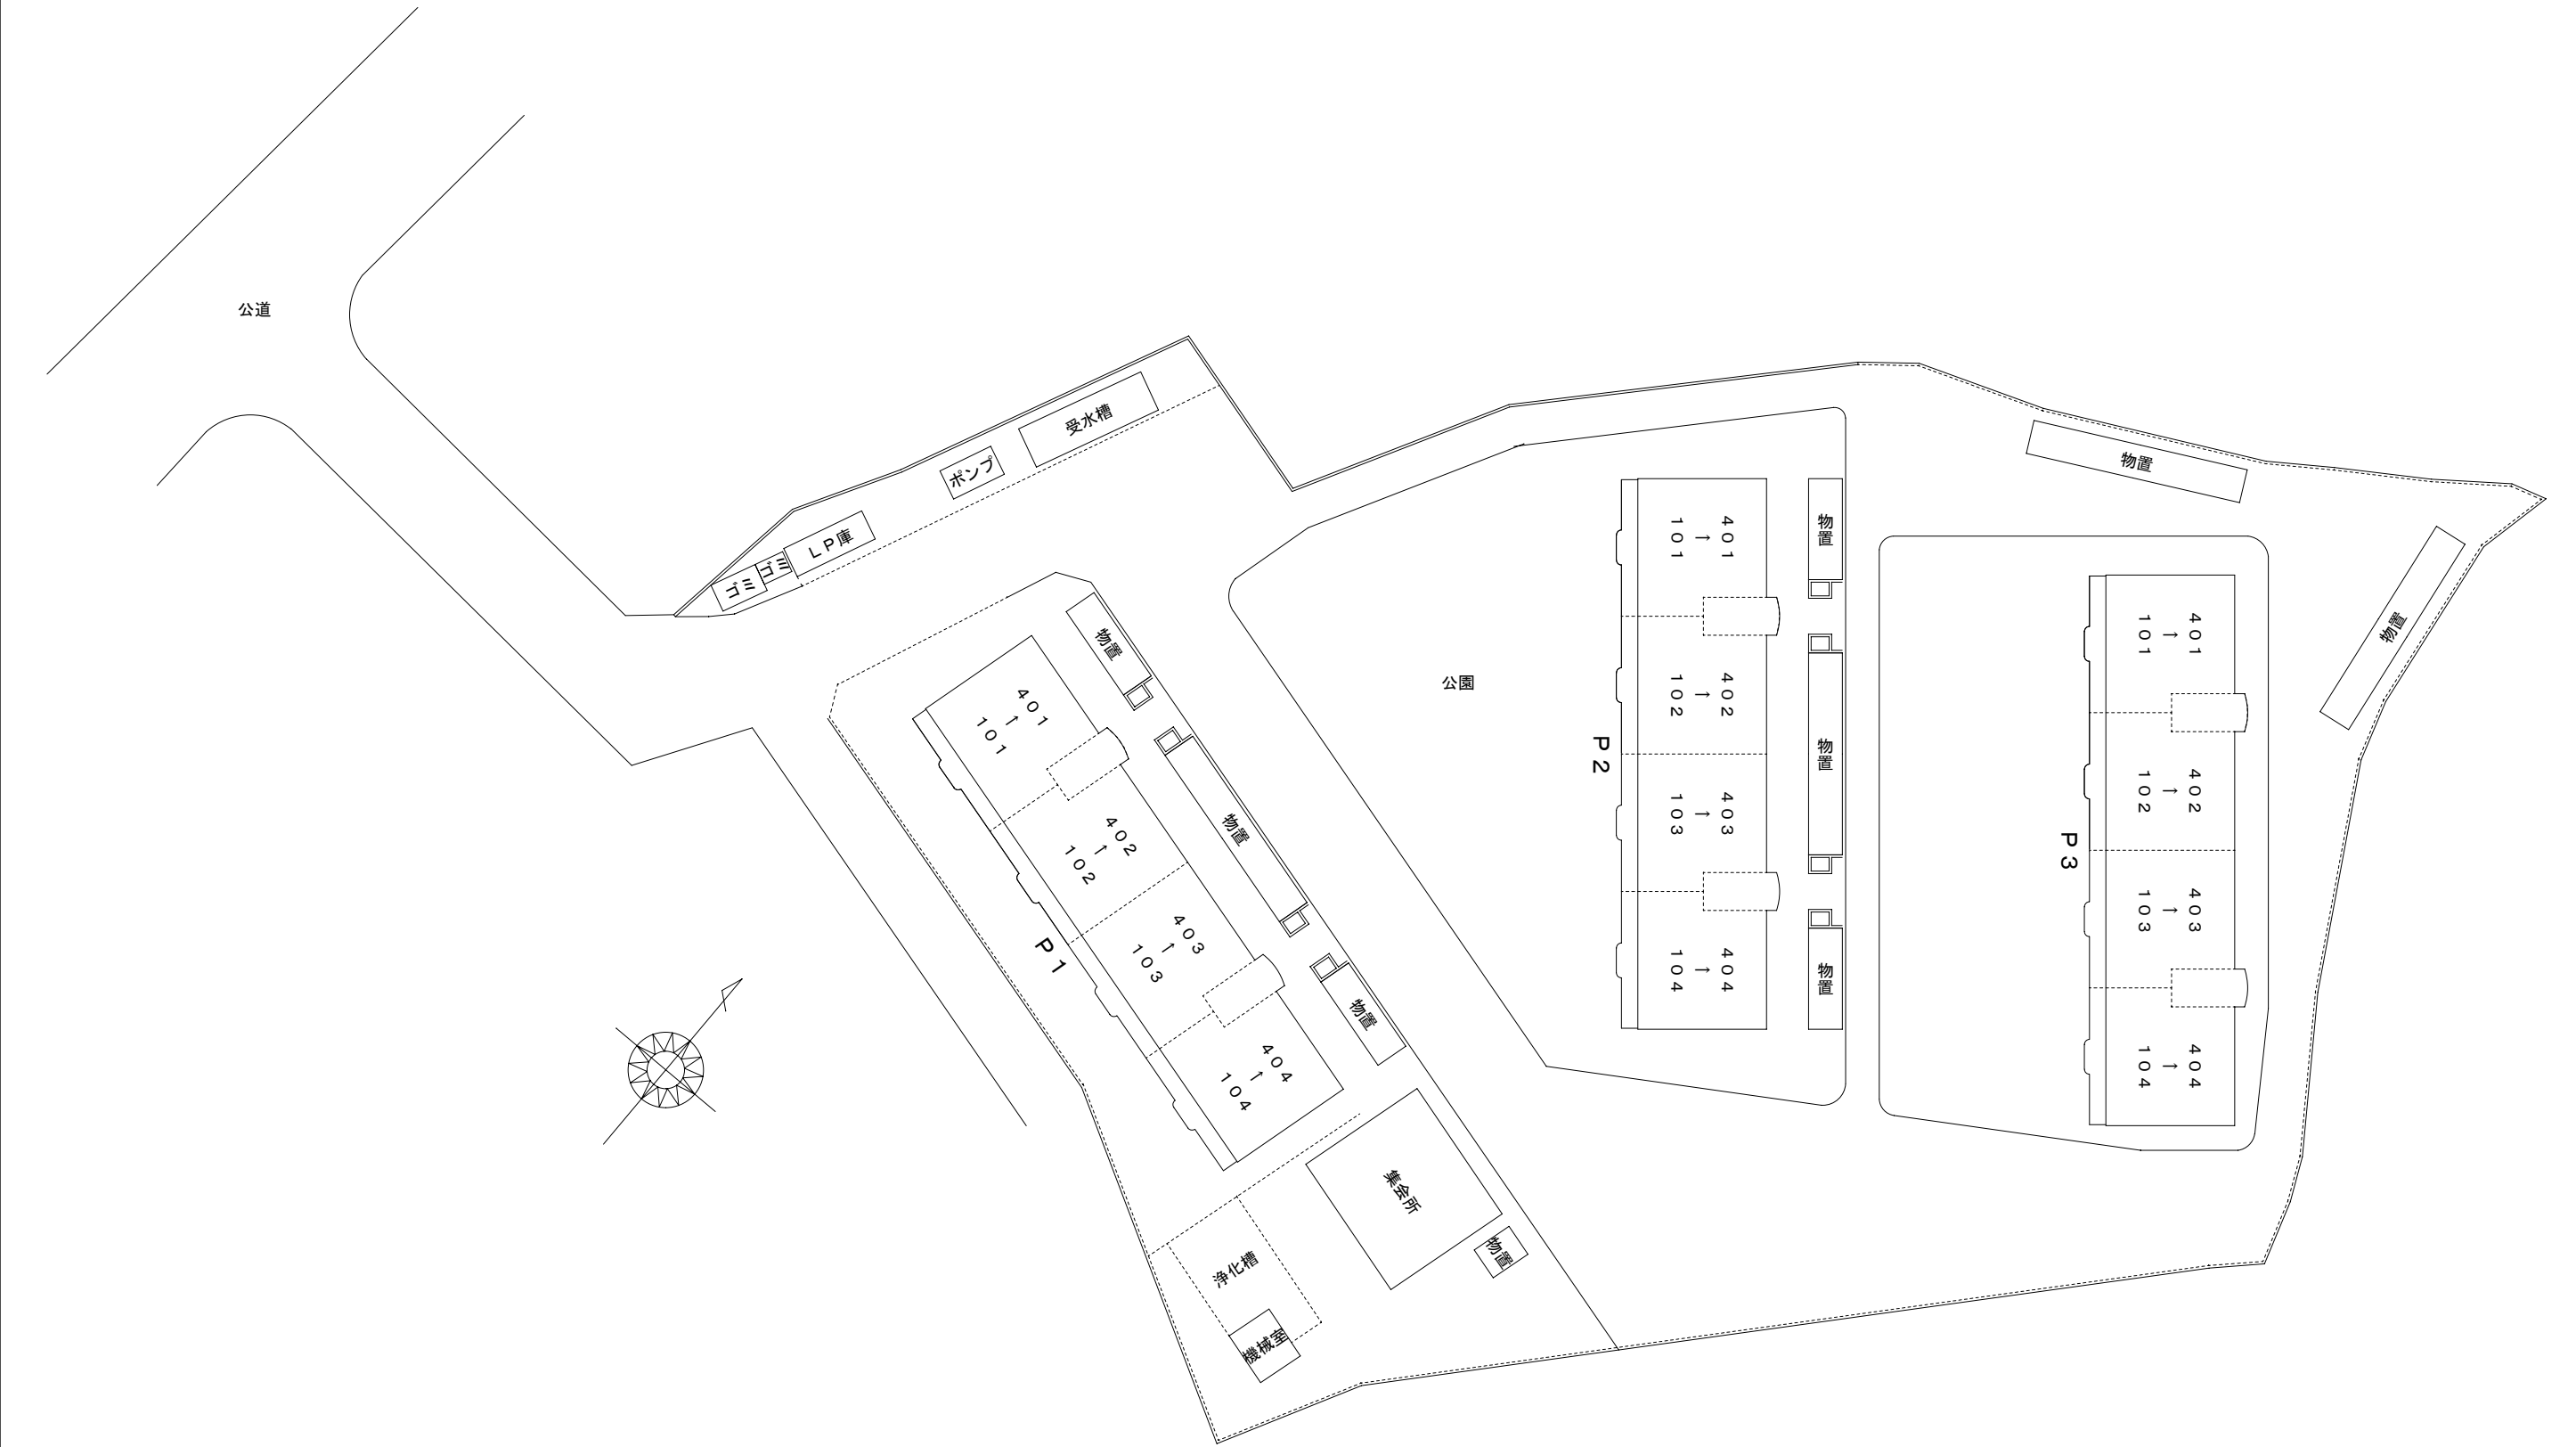 公道
受水槽
ポンプ
ＬＰ庫
ゴミ
ゴミ
物置
４０１
↑
１０１
４０２
↑
１０２
４０３
↑
１０３
４０４
↑
１０４
Ｐ１
物置
物置
集会所
物置
浄化槽
機械室
公園
Ｐ２
４０１
↑
１０１
４０２
↑
１０２
４０３
↑
１０３
４０４
↑
１０４
物置
物置
物置
Ｐ３
４０１
↑
１０１
４０２
↑
１０２
４０３
↑
１０３
４０４
↑
１０４
物置
物置